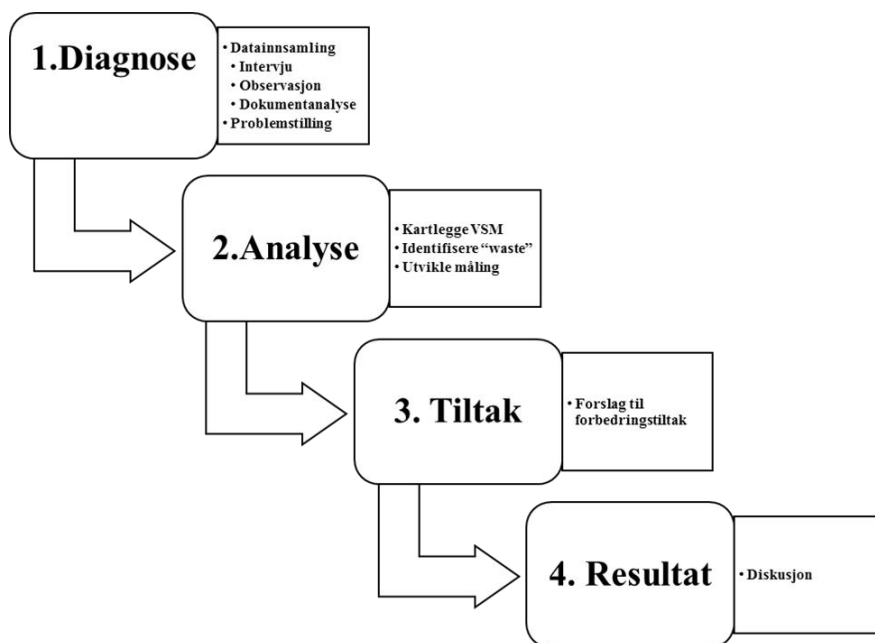 1.Diagnose
• Datainnsamling
• Intervju
• Observasjon
• Dokumentanalyse
• Problemstilling
2.Analyse
• Kartlegge VSM
• Identifisere “waste”
• Utvikle måling
3. Tiltak
• Forslag til
forbedringstiltak
4. Resultat
• Diskusjon